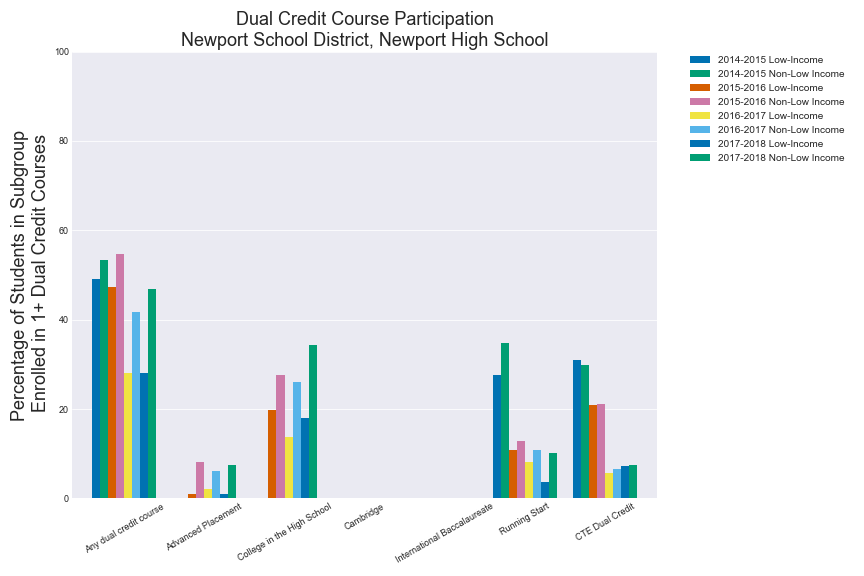 Dual Credit Course Participation
Newport School District, Newport High School
Percentage of Students in Subgroup
Enrolled in 1+ Dual Credit Courses
100
80
60
40
20
0
Any dual credit course
Advanced Placement
College in the High School
Cambridge
International Baccalaureate
Running Start
CTE Dual Credit
2014-2015 Low-Income
2014-2015 Non-Low Income
2015-2016 Low-Income
2015-2016 Non-Low Income
2016-2017 Low-Income
2016-2017 Non-Low Income
2017-2018 Low-Income
2017-2018 Non-Low Income